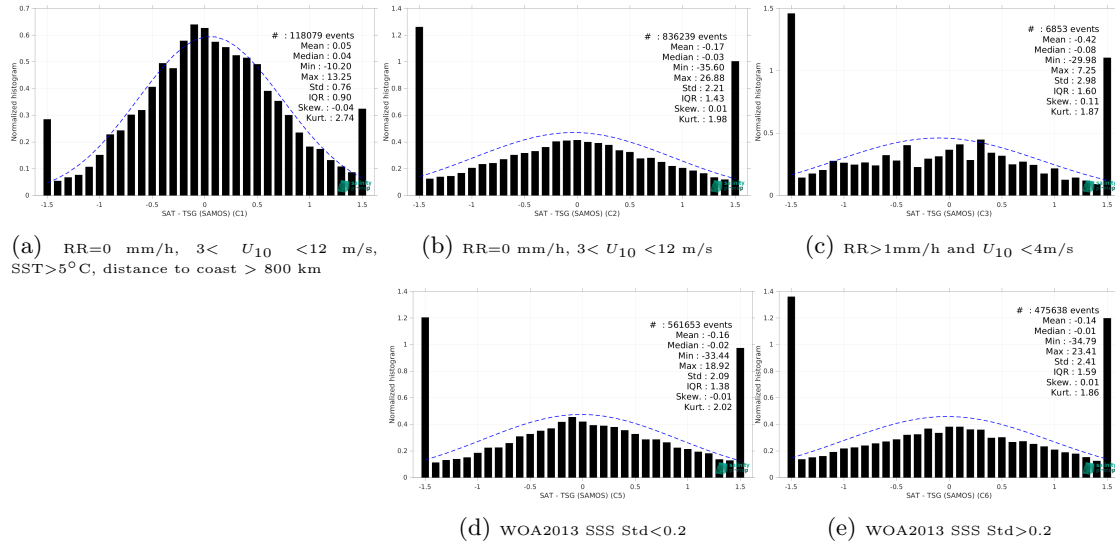 0.7
0.6
0.5
0.4
0.3
0.2
0.1
0
Normalized histogram
# : 118079 events
Mean : 0.05
Median : 0.04
Min : -10.20
Max : 13.25
Std : 0.76
IQR : 0.90
Skew. : -0.04
Kurt. : 2.74
-1.5 -1 -0.5 0 0.5 1 1.5
SAT - TSG (SAMOS) (C1)
(a) RR=0 mm/h, 3< U10 <12 m/s,
SST>5°C, distance to coast > 800 km
1.4
1.2
1
0.8
0.6
0.4
0.2
0
Normalized histogram
# : 836239 events
Mean : -0.17
Median : -0.03
Min : -35.60
Max : 26.88
Std : 2.21
IQR : 1.43
Skew. : 0.01
Kurt. : 1.98
-1.5 -1 -0.5 0 0.5 1 1.5
SAT - TSG (SAMOS) (C2)
(b) RR=0 mm/h, 3< U10 <12 m/s
1.5
1
0.5
0
Normalized histogram
# : 6853 events
Mean : -0.42
Median : -0.08
Min : -29.98
Max : 7.25
Std : 2.98
IQR : 1.60
Skew. : 0.11
Kurt. : 1.87
-1.5 -1 -0.5 0 0.5 1 1.5
SAT - TSG (SAMOS) (C3)
(c) RR>1mm/h and U10 <4m/s
1.4
1.2
1
0.8
0.6
0.4
0.2
0
Normalized histogram
# : 561653 events
Mean : -0.16
Median : -0.02
Min : -33.44
Max : 18.92
Std : 2.09
IQR : 1.38
Skew. : -0.01
Kurt. : 2.02
-1.5 -1 -0.5 0 0.5 1 1.5
SAT - TSG (SAMOS) (C5)
(d) WOA2013 SSS Std<0.2
1.4
1.2
1
0.8
0.6
0.4
0.2
0
Normalized histogram
# : 475638 events
Mean : -0.14
Median : -0.01
Min : -34.79
Max : 23.41
Std : 2.41
IQR : 1.59
Skew. : 0.01
Kurt. : 1.86
-1.5 -1 -0.5 0 0.5 1 1.5
SAT - TSG (SAMOS) (C6)
(e) WOA2013 SSS Std>0.2